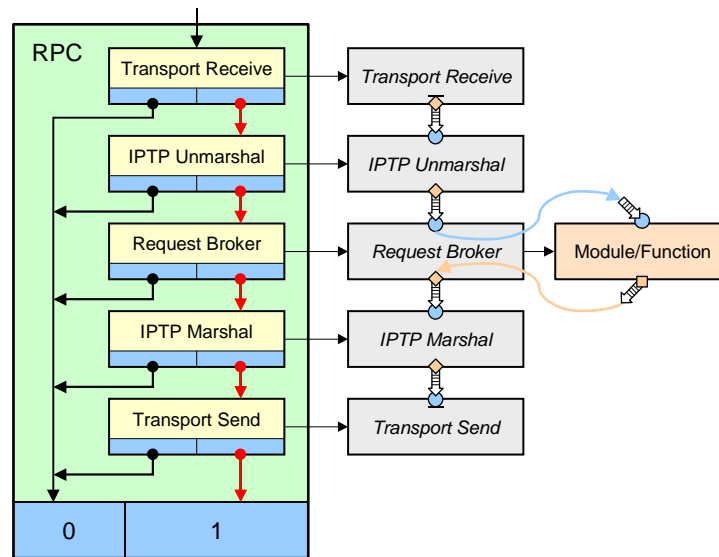 RPC
Transport Receive
Transport Receive
IPTP Unmarshal
IPTP Unmarshal
Request Broker
Request Broker
Module/Function
IPTP Marshal
IPTP Marshal
Transport Send
Transport Send
0
1